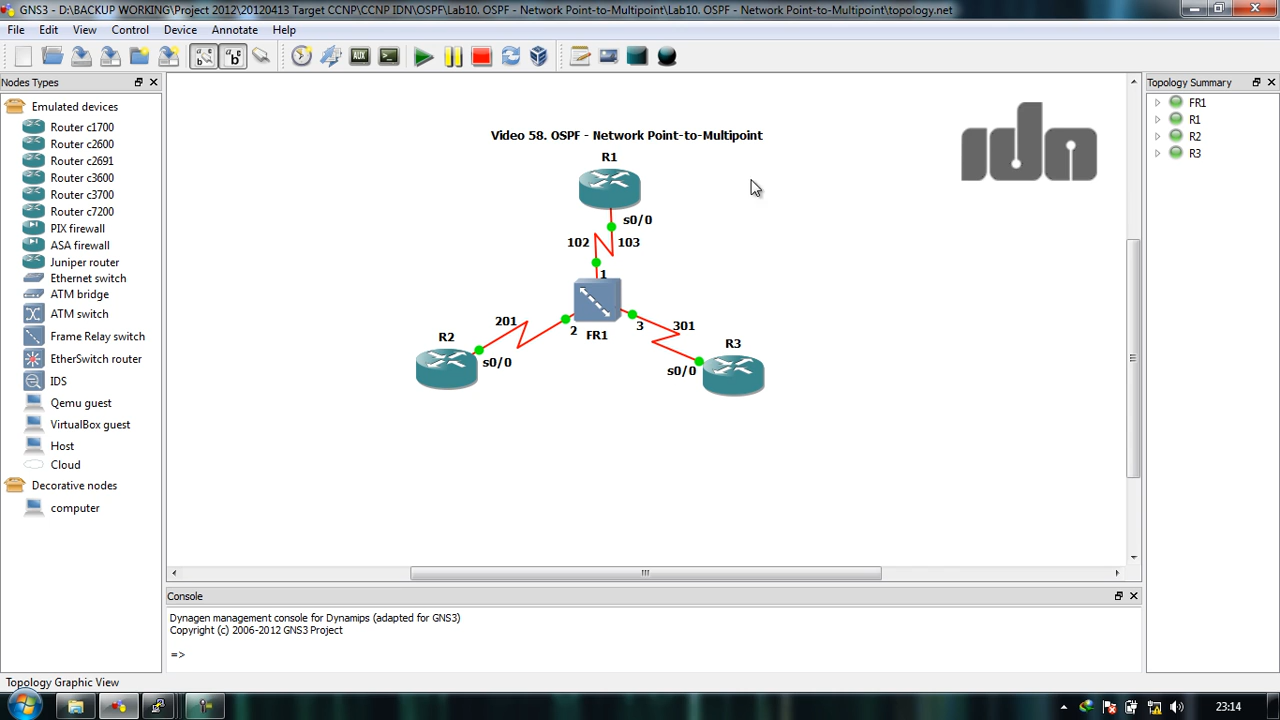 GNS3 - D:\BACKUP WORKING\Project 2012\20120413 Target CCNP\CCNP IDN\OSPF\Lab10. OSPF - Network Point-to-Multipoint\Lab10. OSPF - Network Point-to-Multipoint\topology.net
File Edit View Control Device Annotate Help
Nodes Types
Emulated devices
Router c1700
Router c2600
Router c2691
Router c3600
Router c3700
Router c7200
PIX firewall
ASA firewall
Juniper router
Ethernet switch
ATM bridge
ATM switch
Frame Relay switch
EtherSwitch router
IDS
Qemu guest
VirtualBox guest
Host
Cloud
Decorative nodes
computer
AUX
Video 58. OSPF - Network Point-to-Multipoint
idn
R1
s0/0
102 103
1
201
2
3
301
R2
FR1
R3
s0/0
s0/0
Topology Summary
FR1
R1
R2
R3
Console
Dynagen management console for Dynamips (adapted for GNS3)
Copyright (c) 2006-2012 GNS3 Project
=>
Topology Graphic View
23:14